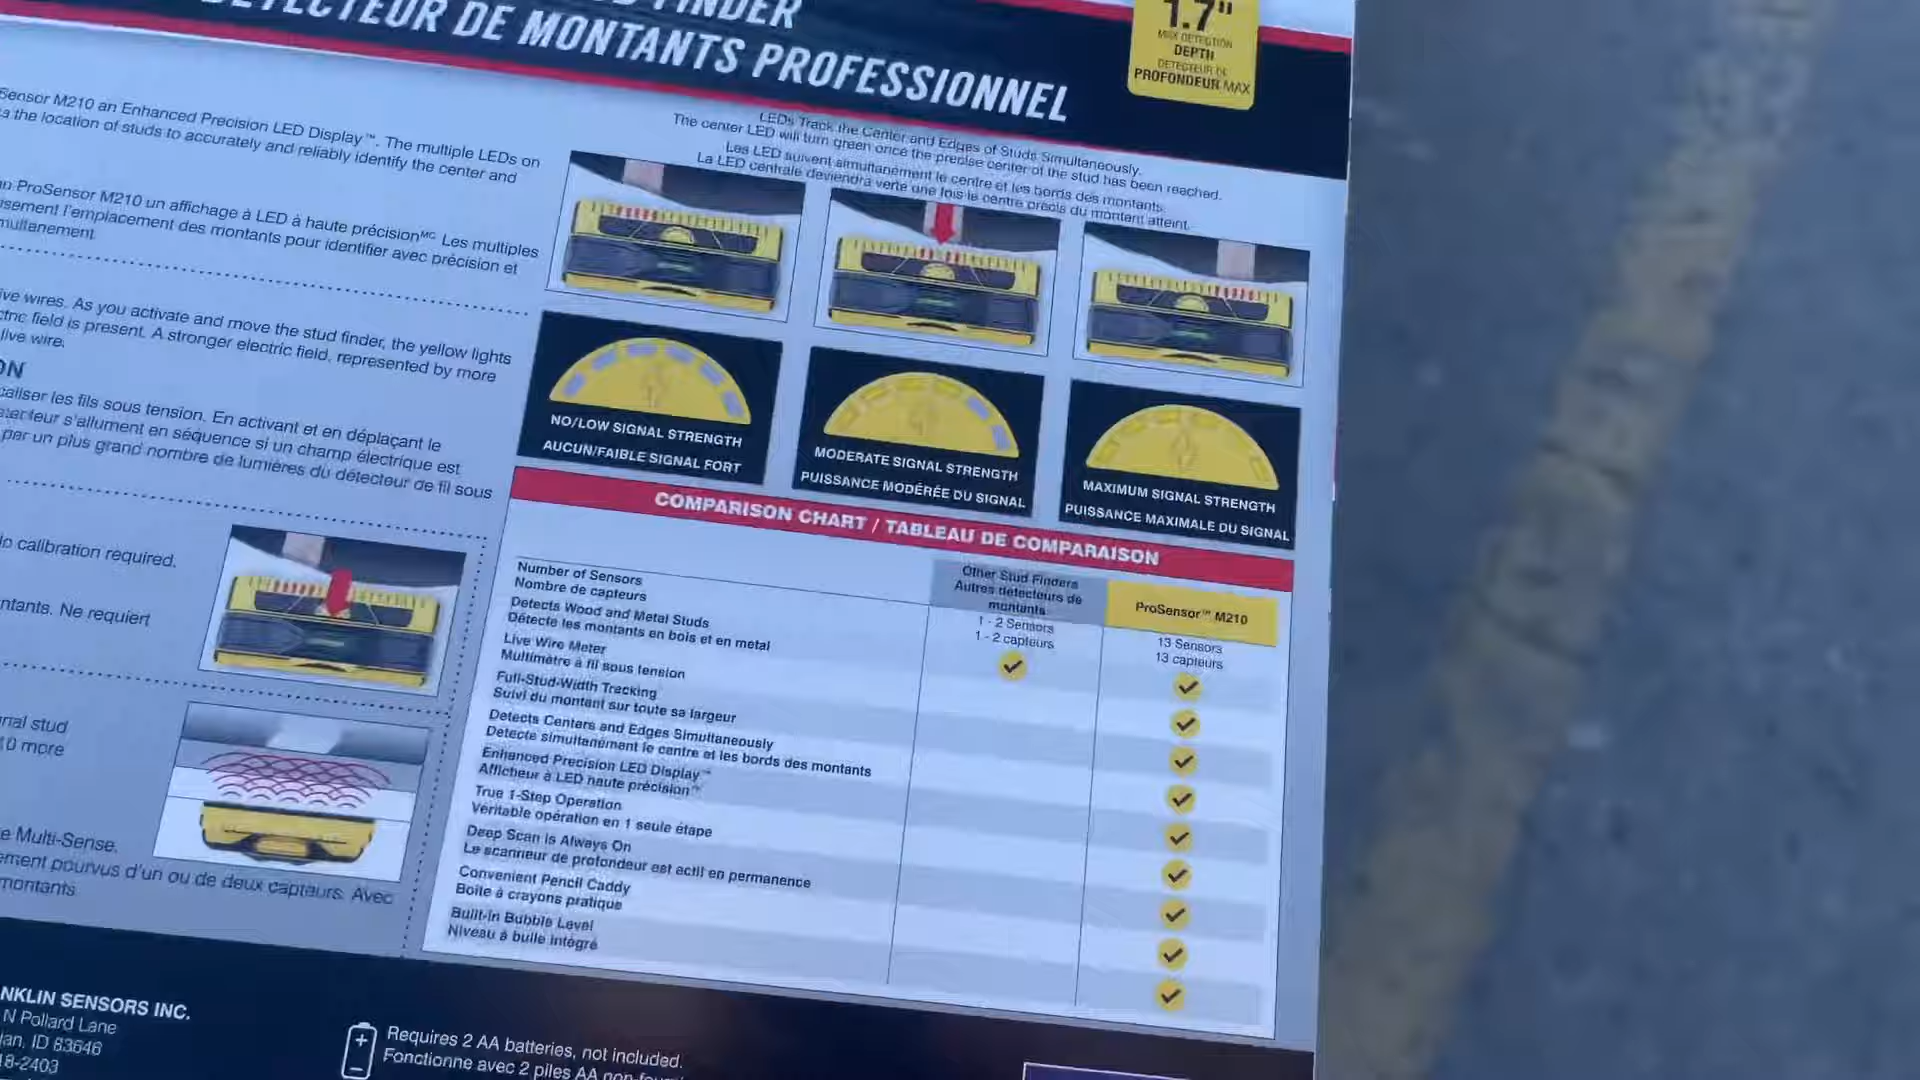 FINDER
DÉTECTEUR DE MONTANTS PROFESSIONNEL
1.7"
MAX DETECTION
DEPTH
DÉTECTEUR DE
PROFONDEUR MAX
Sensor M210 an Enhanced Precision LED Display™. The multiple LEDs on
the location of studs to accurately and reliably identify the center and
ProSensor M210 un affichage à LED à haute précisionMC Les multiples
l'emplacement des montants pour identifier avec précision et
LEDs Track the Center and Edges of Studs Simultaneously.
The center LED will turn green once the precise center of the stud has been reached.
Les LED suivent simultanément le centre et les bords des montants.
La LED centrale deviendra verte une fois le centre précis du montant atteint.
wires. As you activate and move the stud finder, the yellow lights
field is present. A stronger electric field, represented by more
live wire.
ON
les fils sous tension. En activant et en déplaçant le
s'allument en séquence si un champ électrique est
par un plus grand nombre de lumières du détecteur de fil sous
NO/LOW SIGNAL STRENGTH
AUCUN/FAIBLE SIGNAL FORT
MODERATE SIGNAL STRENGTH
PUISSANCE MODÉRÉE DU SIGNAL
MAXIMUM SIGNAL STRENGTH
PUISSANCE MAXIMALE DU SIGNAL
calibration required.
Ne requiert
stud
more
Multi-Sense.
pourvus d'un ou de deux capteurs. Avec
montants.
COMPARISON CHART / TABLEAU DE COMPARAISON
Other Stud Finders
Autres détecteurs de
montants
ProSensor™ M210
Number of Sensors
Nombre de capteurs
1 - 2 Sensors
1 - 2 capteurs
13 Sensors
13 capteurs
Detects Wood and Metal Studs
Détecte les montants en bois et en metal
Live Wire Meter
Multimètre à fil sous tension
Full-Stud-Width Tracking
Suivi du montant sur toute sa largeur
Detects Centers and Edges Simultaneously
Detecte simultanément le centre et les bords des montants
Enhanced Precision LED Display™
Afficheur à LED haute précision™
True 1-Step Operation
Véritable opération en 1 seule étape
Deep Scan Is Always On
Le scanneur de profondeur est actif en permanence
Convenient Pencil Caddy
Boîte à crayons pratique
Built-In Bubble Level
Niveau à bulle intégré
SENSORS INC.
N Pollard Lane
ID 83646
2403
Requires 2 AA batteries, not included.
Fonctionne avec 2 piles AA